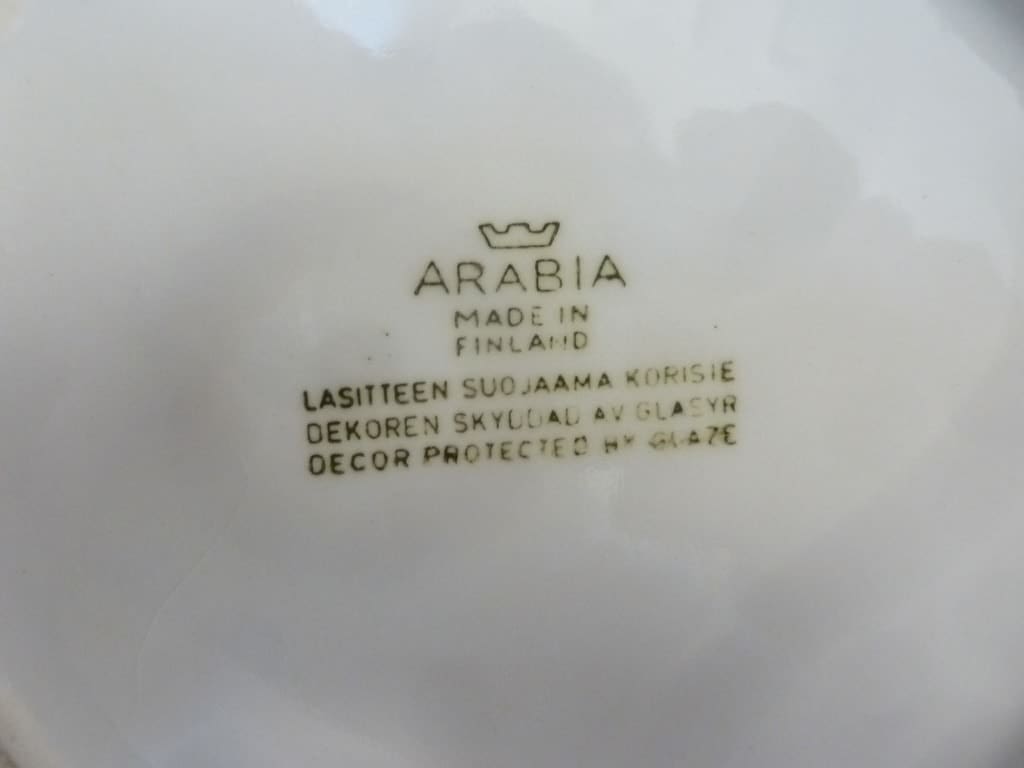 ARABIA
MADE IN
FINLAND
LASITTEEN SUOJAAMA KORISTE
DEKOREN SKYDDAD AV GLASYR
DECOR PROTECTED BY GLAZE